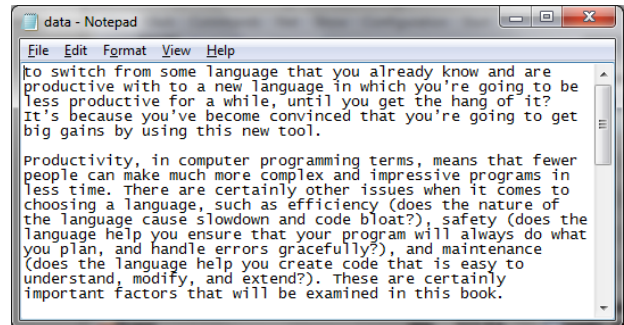 data - Notepad
File Edit Format View Help
to switch from some language that you already know and are
productive with to a new language in which you're going to be
less productive for a while, until you get the hang of it?
It's because you've become convinced that you're going to get
big gains by using this new tool.
Productivity, in computer programming terms, means that fewer
people can make much more complex and impressive programs in
less time. There are certainly other issues when it comes to
choosing a language, such as efficiency (does the nature of
the language cause slowdown and code bloat?), safety (does the
language help you ensure that your program will always do what
you plan, and handle errors gracefully?), and maintenance
(does the language help you create code that is easy to
understand, modify, and extend?). These are certainly
important factors that will be examined in this book.